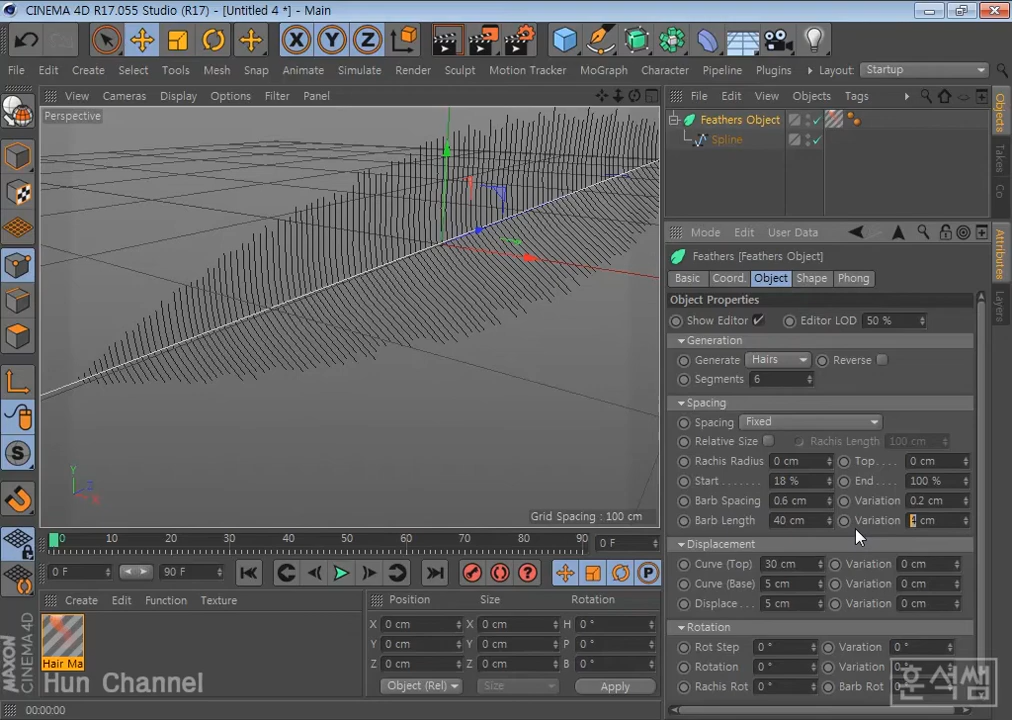 CINEMA 4D R17.055 Studio (R17) - [Untitled 4 *] - Main
File Edit Create Select Tools Mesh Snap Animate Simulate Render Sculpt Motion Tracker MoGraph Character Pipeline Plugins Layout: Startup
View Cameras Display Options Filter Panel
Perspective
Grid Spacing : 100 cm
File Edit View Objects Tags
Feathers Object
Spline
Objects
Takes
Co
Attributes
Layers
Mode Edit User Data
Feathers [Feathers Object]
Basic Coord. Object Shape Phong
Object Properties
Show Editor Editor LOD 50 %
Generation
Generate Hairs Reverse
Segments 6
Spacing
Spacing Fixed
Relative Size Rachis Length 100 cm
Rachis Radius 0 cm Top. . . . 0 cm
Start . . . . . . . 18 % End . . . . 100 %
Barb Spacing 0.6 cm Variation 0.2 cm
Barb Length 40 cm Variation 4 cm
Displacement
Curve (Top) 30 cm Variation 0 cm
Curve (Base) 5 cm Variation 0 cm
Displace . . . 5 cm Variation 0 cm
Rotation
Rot Step 0 ° Varation 0 °
Rotation 0 ° Variation 0
Rachis Rot 0 ° Barb Rot 0
0 10 20 30 40 50 60 70 80 90 0 F
0 F 90 F
Create Edit Function Texture
Hair Ma
Position Size Rotation
X 0 cm X 0 cm H 0 °
Y 0 cm Y 0 cm P 0 °
Z 0 cm Z 0 cm B 0 °
Object (Rel) Size Apply
MAXON CINEMA 4D
Hun Channel
훈석쌤
00:00:00